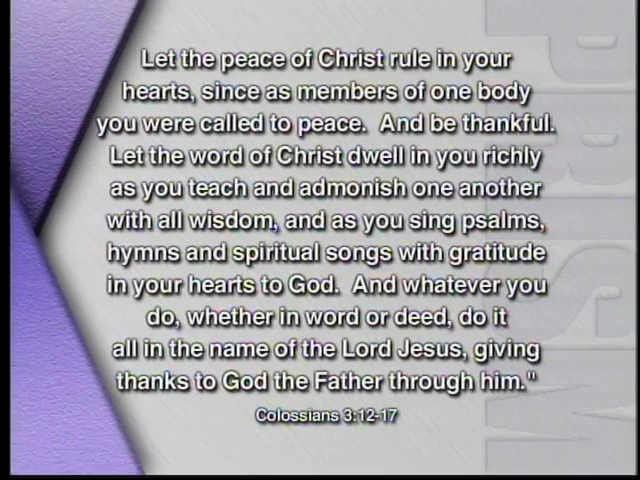 Let the peace of Christ rule in your
hearts, since as members of one body
you were called to peace.  And be thankful.
Let the word of Christ dwell in you richly
as you teach and admonish one another
with all wisdom, and as you sing psalms,
hymns and spiritual songs with gratitude
in your hearts to God.  And whatever you
do, whether in word or deed, do it
all in the name of the Lord Jesus, giving
thanks to God the Father through him."
Colossians 3:12-17
PRISM